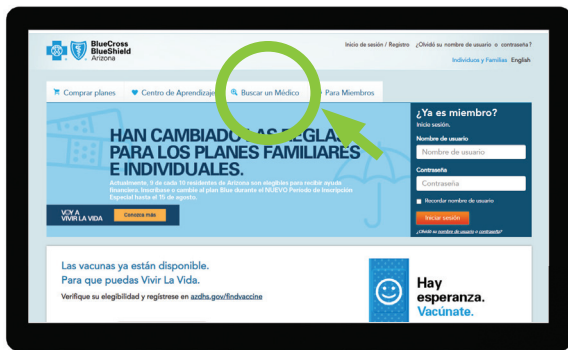 BlueCross
BlueShield
Arizona
Inicio de sesión / Registro ¿Olvidó su nombre de usuario o contraseña?
Individuos y Familias English
Comprar planes
Centro de Aprendizaje
Buscar un Médico
Para Miembros
HAN CAMBIADO LAS REGLAS
PARA LOS PLANES FAMILIARES
E INDIVIDUALES.
Actualmente, 9 de cada 10 residentes de Arizona son elegibles para recibir ayuda
financiera. Inscríbase o cambie al plan Blue durante el NUEVO Período de Inscripción
Especial hasta el 15 de agosto.
VOY A
VIVIR LA VIDA
Conozca más
¿Ya es miembro?
Inicie sesión.
Nombre de usuario
Nombre de usuario
Contraseña
Contraseña
Recordar nombre de usuario
Iniciar sesión
¿Olvidó su nombre de usuario o contraseña?
Las vacunas ya están disponible.
Para que puedas Vivir La Vida.
Verifique su elegibilidad y regístrese en azdhs.gov/findvaccine
Hay
esperanza.
Vacúnate.